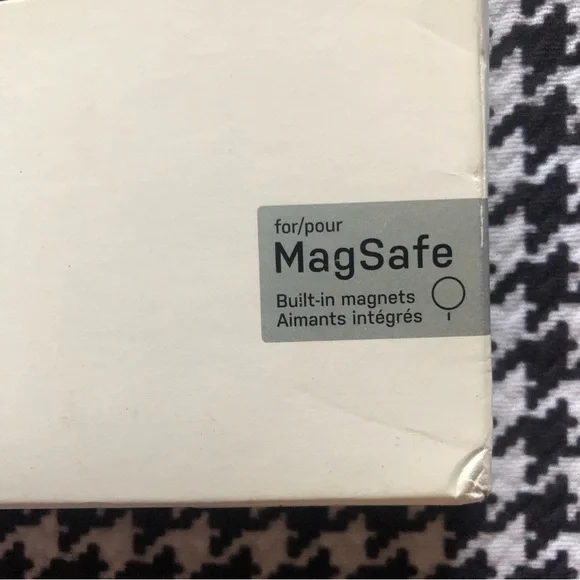 for/pour
MagSafe
Built-in magnets
Aimants intégrés